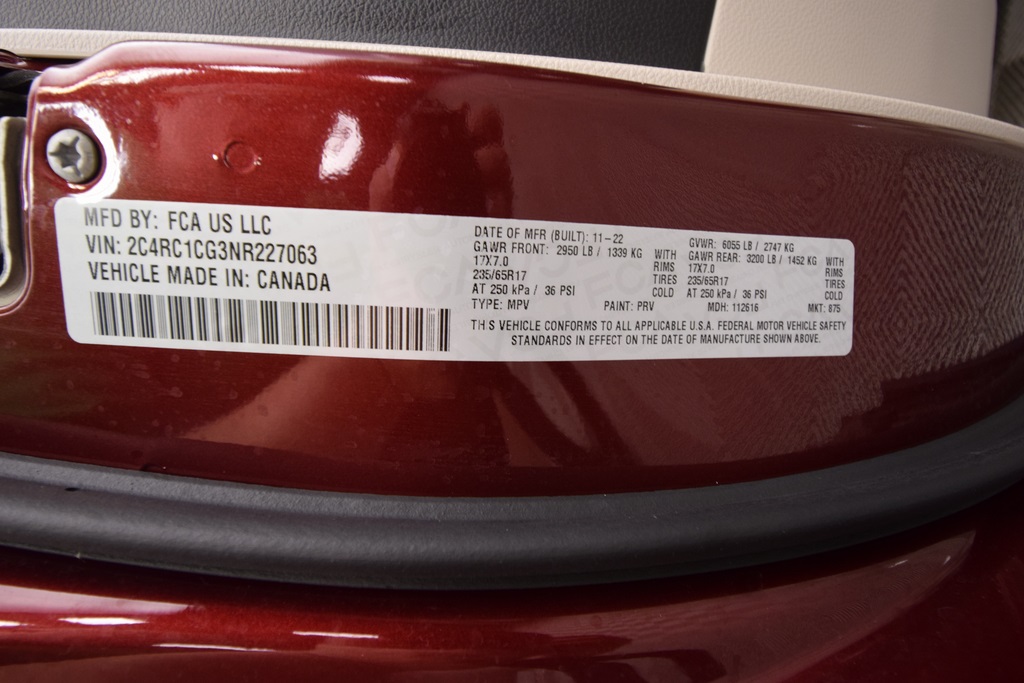 MFD BY: FCA US LLC
VIN: 2C4RC1CG3NR227063
VEHICLE MADE IN: CANADA
DATE OF MFR (BUILT): 11-22
GAWR FRONT: 2950 LB / 1339 KG WITH
17X7.0 RIMS
235/65R17 TIRES
AT 250 kPa / 36 PSI COLD
GVWR: 6055 LB / 2747 KG
GAWR REAR: 3200 LB / 1452 KG WITH
17X7.0 RIMS
235/65R17 TIRES
AT 250 kPa / 36 PSI COLD
TYPE: MPV PAINT: PRV MDH: 112616 MKT: 875
THIS VEHICLE CONFORMS TO ALL APPLICABLE U.S.A. FEDERAL MOTOR VEHICLE SAFETY
STANDARDS IN EFFECT ON THE DATE OF MANUFACTURE SHOWN ABOVE.